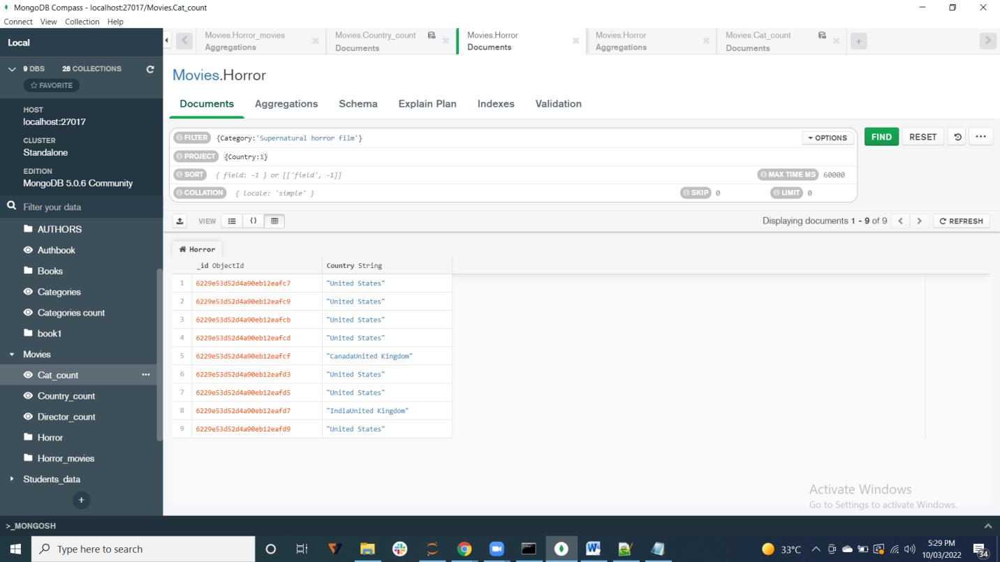 MongoDB Compass - localhost:27017/Movies.Cat_count
Connect View Collection Help
Local
9 DBS 26 COLLECTIONS
FAVORITE
HOST
localhost:27017
CLUSTER
Standalone
EDITION
MongoDB 5.0.6 Community
Filter your data
AUTHORS
Authbook
Books
Categories
Categories count
book1
Movies
Cat_count
Country_count
Director_count
Horror
Horror_movies
Students_data
Movies.Horror_movies
Aggregations
Movies.Country_count
Documents
Movies.Horror
Documents
Movies.Horror
Aggregations
Movies.Cat_count
Documents
Movies.Horror
Documents Aggregations Schema Explain Plan Indexes Validation
FILTER {Category:'Supernatural horror film'} OPTIONS FIND RESET
PROJECT {Country:1}
SORT { field: -1 } or [['field', -1]] MAX TIME MS 60000
COLLATION { locale: 'simple' } SKIP 0 LIMIT 0
VIEW {} Displaying documents 1 - 9 of 9 REFRESH
Horror
_id ObjectId Country String
1 6229e53d52d4a90eb12eafc7 "United States"
2 6229e53d52d4a90eb12eafc9 "United States"
3 6229e53d52d4a90eb12eafcb "United States"
4 6229e53d52d4a90eb12eafcd "United States"
5 6229e53d52d4a90eb12eafcf "CanadaUnited Kingdom"
6 6229e53d52d4a90eb12eafd3 "United States"
7 6229e53d52d4a90eb12eafd5 "United States"
8 6229e53d52d4a90eb12eafd7 "IndiaUnited Kingdom"
9 6229e53d52d4a90eb12eafd9 "United States"
Activate Windows
Go to Settings to activate Windows.
>_MONGOSH
Type here to search
33°C
5:29 PM
10/03/2022
34